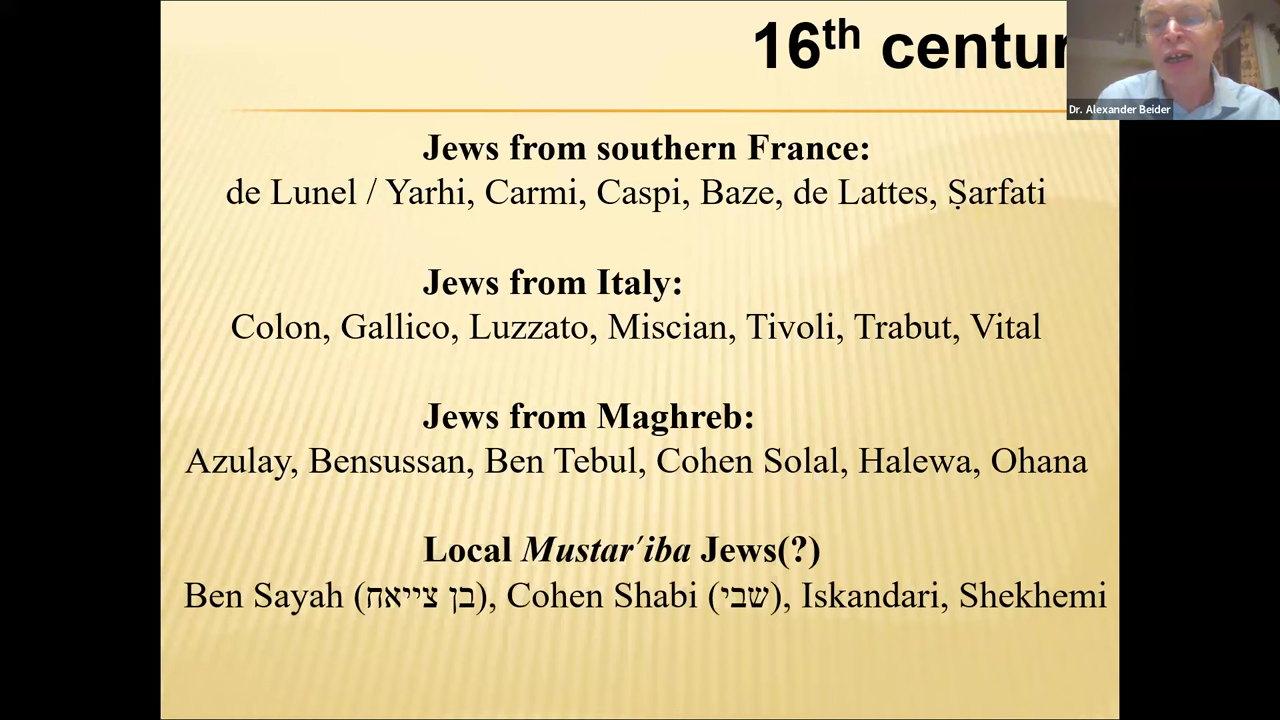 16th centur
Dr. Alexander Beider
Jews from southern France:
de Lunel / Yarhi, Carmi, Caspi, Baze, de Lattes, Ṣarfati
Jews from Italy:
Colon, Gallico, Luzzato, Miscian, Tivoli, Trabut, Vital
Jews from Maghreb:
Azulay, Bensussan, Ben Tebul, Cohen Solal, Halewa, Ohana
Local Mustarʹiba Jews(?)
Ben Sayah (בן צייאח), Cohen Shabi (שבי), Iskandari, Shekhemi